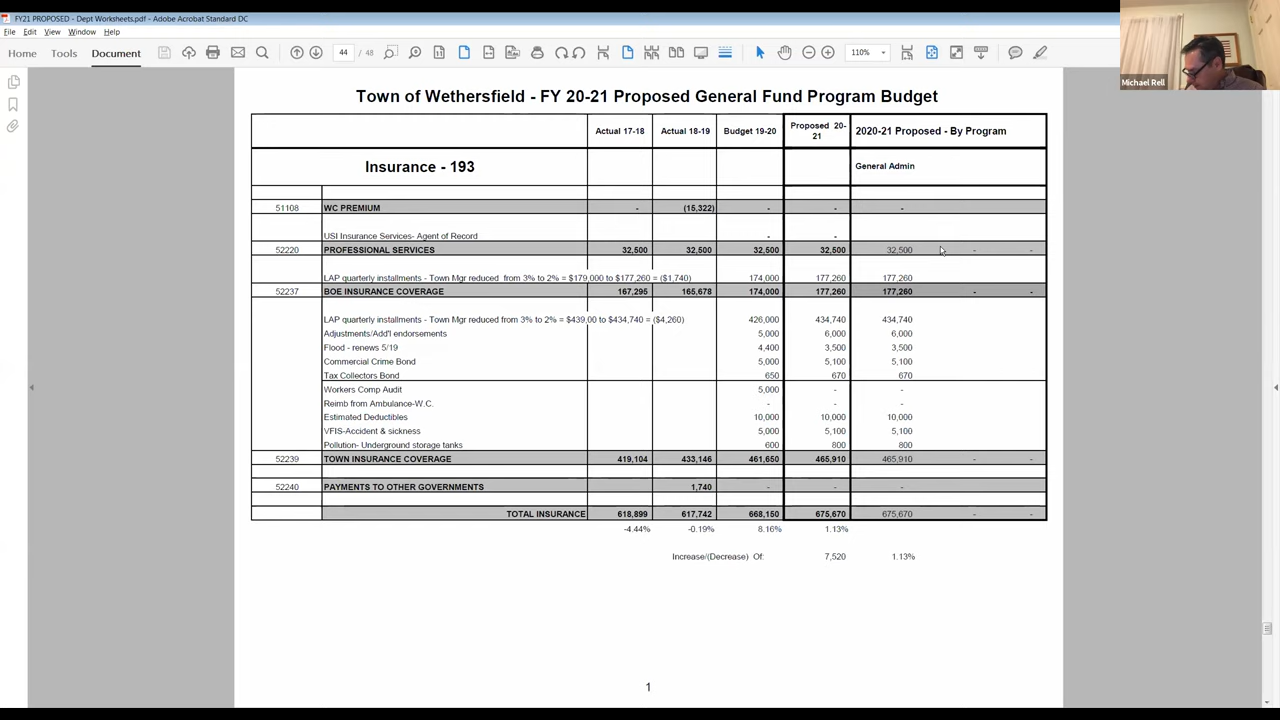 FY21 PROPOSED - Dept Worksheets.pdf - Adobe Acrobat Standard DC
File Edit View Window Help
Home Tools Document 44 / 48 110%
Michael Rell
Town of Wethersfield - FY 20-21 Proposed General Fund Program Budget
Actual 17-18 Actual 18-19 Budget 19-20 Proposed 20-21 2020-21 Proposed - By Program
Insurance - 193 General Admin
51108 WC PREMIUM - (15,322) - - -
USI Insurance Services- Agent of Record - -
52220 PROFESSIONAL SERVICES 32,500 32,500 32,500 32,500 32,500 - -
LAP quarterly installments - Town Mgr reduced from 3% to 2% = $179,000 to $177,260 = ($1,740) 174,000 177,260 177,260
52237 BOE INSURANCE COVERAGE 167,295 165,678 174,000 177,260 177,260 - -
LAP quarterly installments - Town Mgr reduced from 3% to 2% = $439,00 to $434,740 = ($4,260) 426,000 434,740 434,740
Adjustments/Add'l endorsements 5,000 6,000 6,000
Flood - renews 5/19 4,400 3,500 3,500
Commercial Crime Bond 5,000 5,100 5,100
Tax Collectors Bond 650 670 670
Workers Comp Audit 5,000 - -
Reimb from Ambulance-W.C. - - -
Estimated Deductibles 10,000 10,000 10,000
VFIS-Accident & sickness 5,000 5,100 5,100
Pollution- Underground storage tanks 600 800 800
52239 TOWN INSURANCE COVERAGE 419,104 433,146 461,650 465,910 465,910 - -
52240 PAYMENTS TO OTHER GOVERNMENTS 1,740 - - -
TOTAL INSURANCE 618,899 617,742 668,150 675,670 675,670 - -
-4.44% -0.19% 8.16% 1.13%
Increase/(Decrease) Of: 7,520 1.13%
1